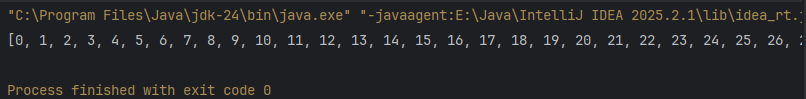 "C:\Program Files\Java\jdk-24\bin\java.exe" "-javaagent:E:\Java\IntelliJ IDEA 2025.2.1\lib\idea_rt.
[0, 1, 2, 3, 4, 5, 6, 7, 8, 9, 10, 11, 12, 13, 14, 15, 16, 17, 18, 19, 20, 21, 22, 23, 24, 25, 26,
Process finished with exit code 0